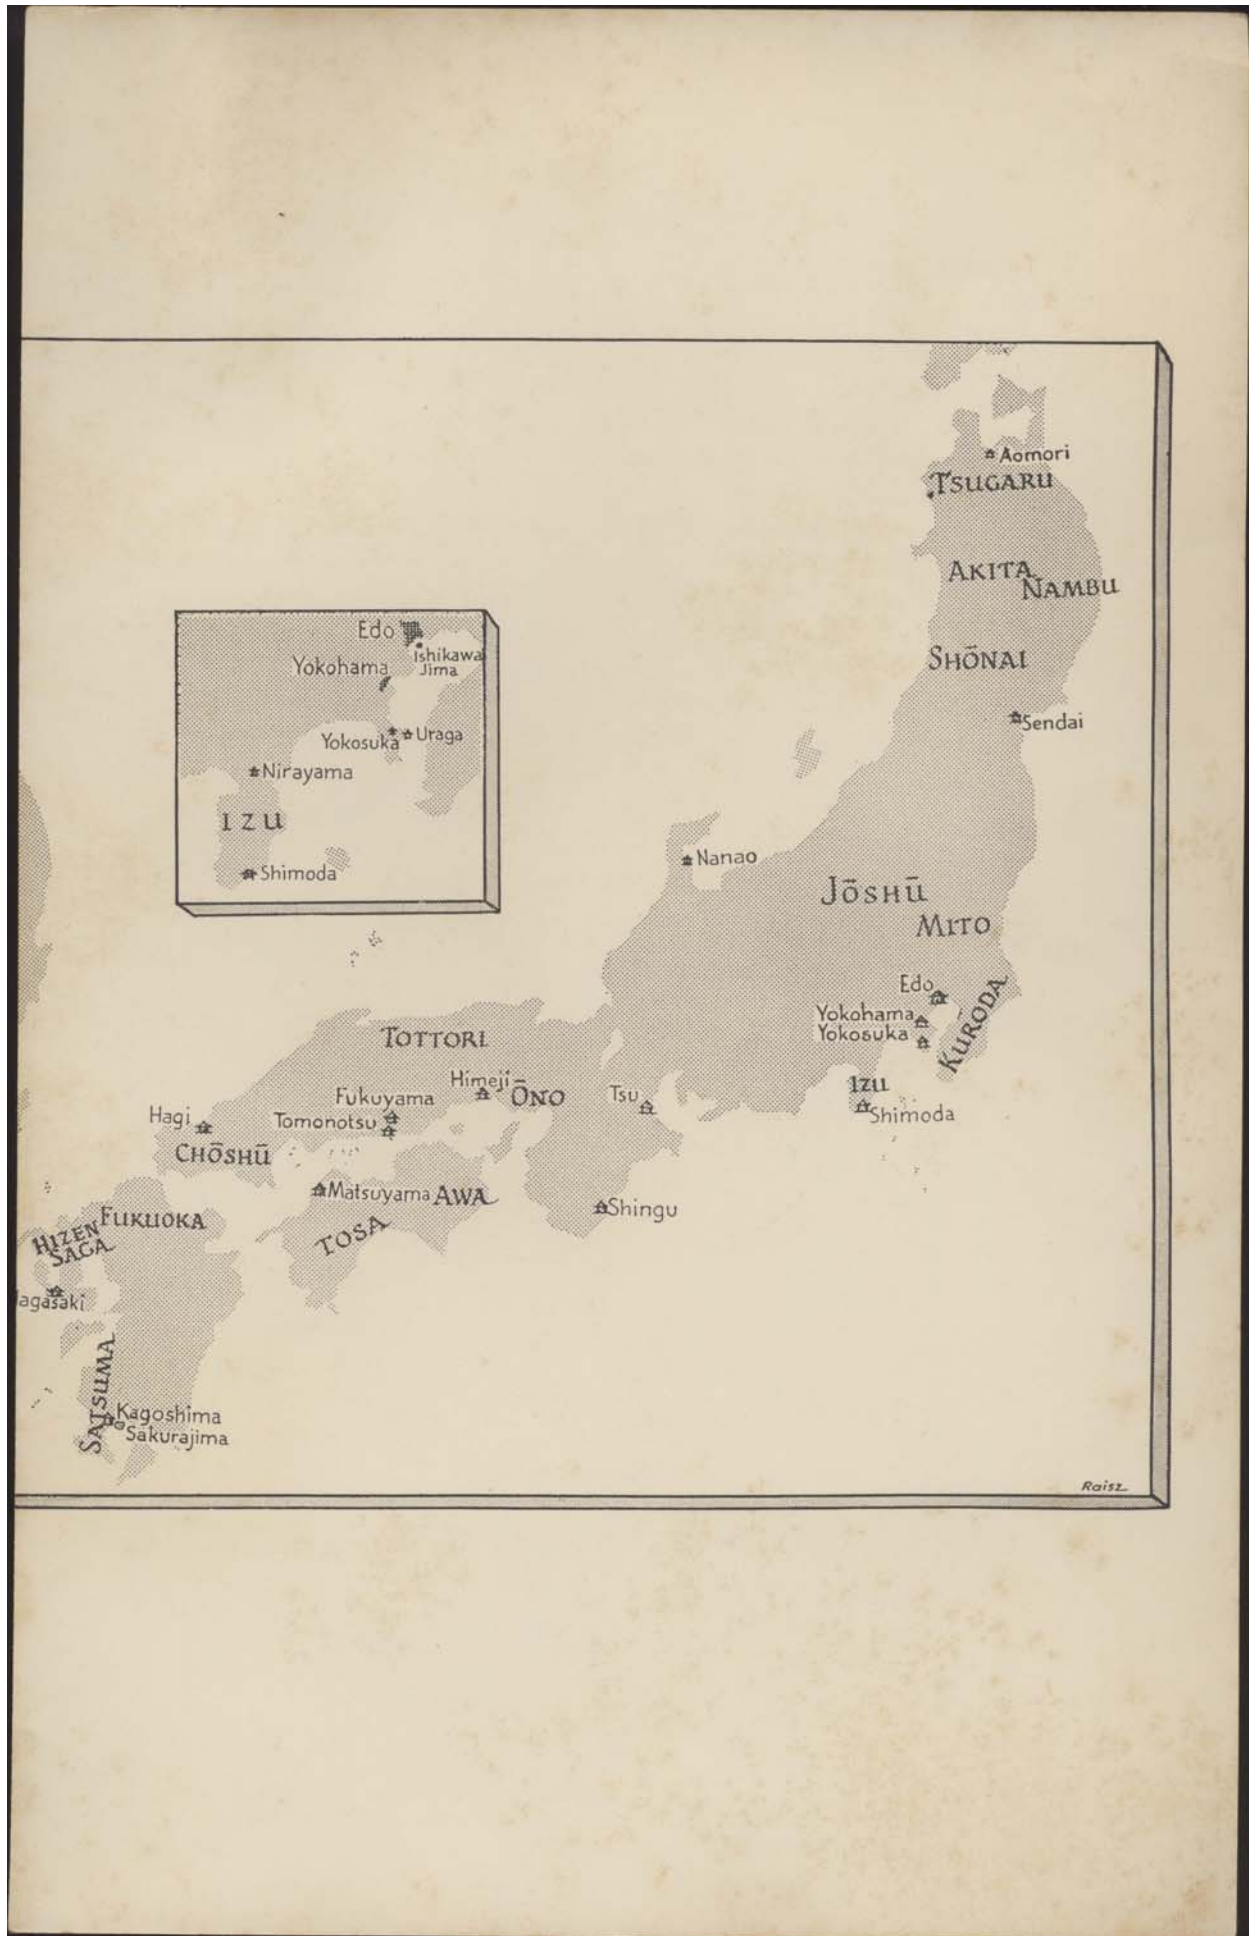 Aomori
TSUGARU
AKITA
NAMBU
SHŌNAI
Sendai
Edo
Ishikawa
Jima
Yokohama
Yokosuka
Uraga
Nirayama
IZU
Shimoda
Nanao
JŌSHŪ
MITO
Edo
KURODA
Yokohama
Yokosuka
IZU
Shimoda
TOTTORI
Himeji
ŌNO
Tsu
Fukuyama
Tomonotsu
Hagi
CHŌSHŪ
Matsuyama
AWA
TOSA
Shingu
FUKUOKA
HIZEN
SAGA
agasaki
SATSUMA
Kagoshima
Sakurajima
Raisz